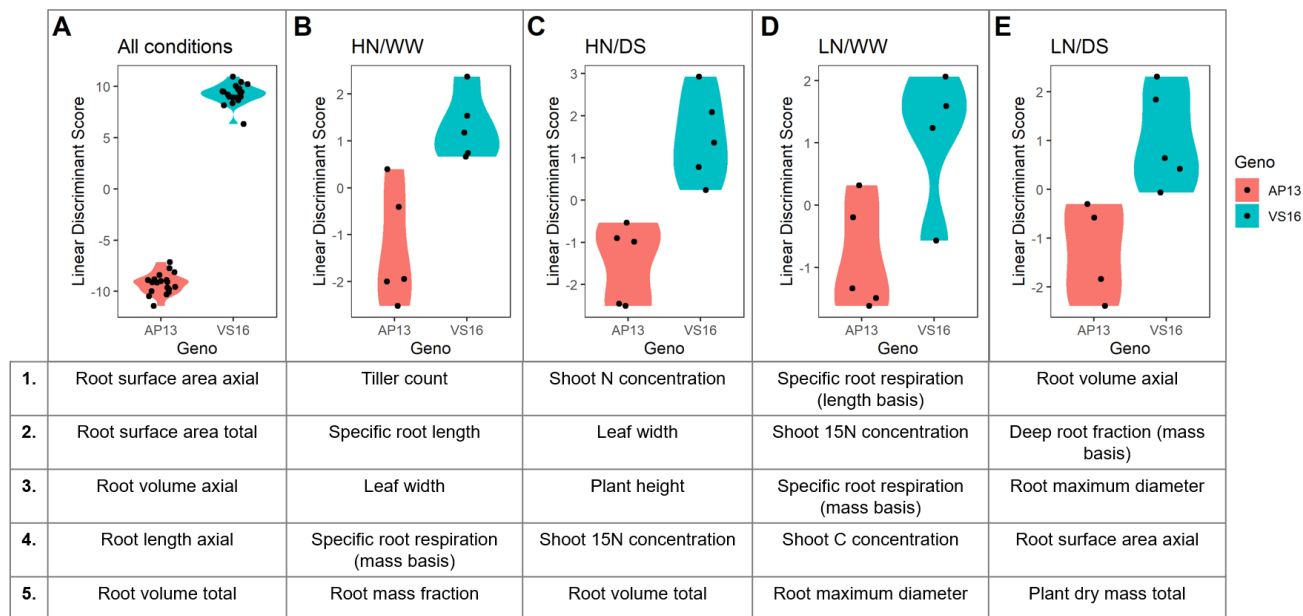 A
All conditions
Linear Discriminant Score
10
5
0
-5
-10
AP13
VS16
Geno
B
HN/WW
Linear Discriminant Score
2
0
-2
AP13
VS16
Geno
C
HN/DS
Linear Discriminant Score
3
2
1
0
-1
-2
AP13
VS16
Geno
D
LN/WW
Linear Discriminant Score
2
1
0
-1
AP13
VS16
Geno
E
LN/DS
Linear Discriminant Score
2
1
0
-1
-2
AP13
VS16
Geno
Geno
AP13
VS16
1.
Root surface area axial
Tiller count
Shoot N concentration
Specific root respiration
(length basis)
Root volume axial
2.
Root surface area total
Specific root length
Leaf width
Shoot 15N concentration
Deep root fraction (mass
basis)
3.
Root volume axial
Leaf width
Plant height
Specific root respiration
(mass basis)
Root maximum diameter
4.
Root length axial
Specific root respiration
(mass basis)
Shoot 15N concentration
Shoot C concentration
Root surface area axial
5.
Root volume total
Root mass fraction
Root volume total
Root maximum diameter
Plant dry mass total